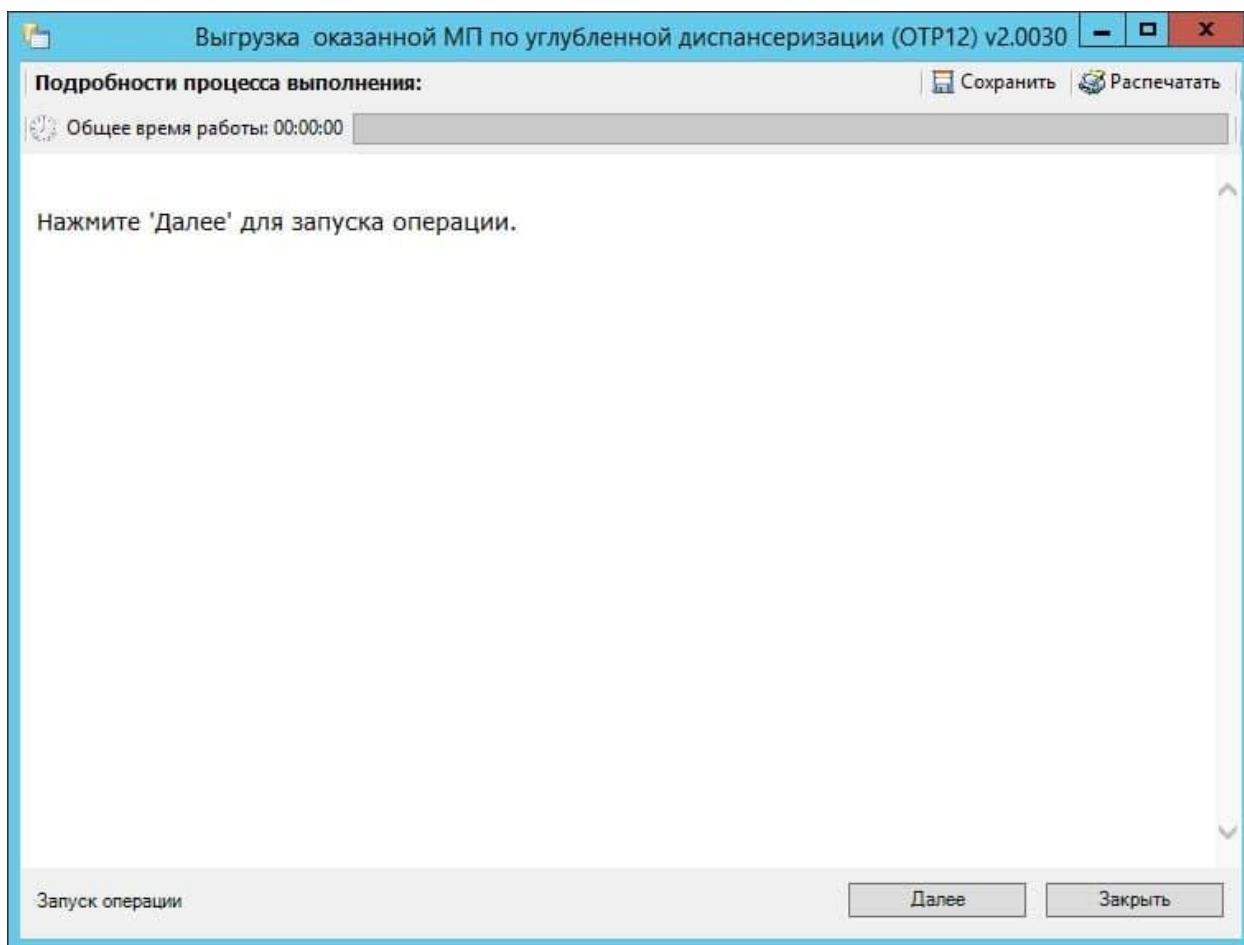 Выгрузка  оказанной МП по углубленной диспансеризации (ОТР12) v2.0030
Подробности процесса выполнения:
Сохранить
Распечатать
Общее время работы: 00:00:00
Нажмите 'Далее' для запуска операции.
Запуск операции
Далее
Закрыть